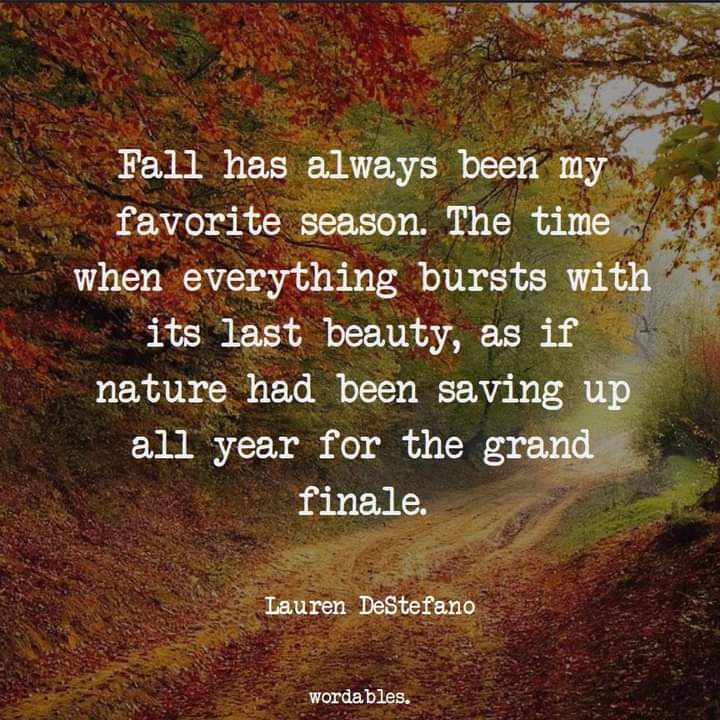 Fall has always been my
favorite season. The time
when everything bursts with
its last beauty, as if
nature had been saving up
all year for the grand
finale.
Lauren DeStefano
wordables.